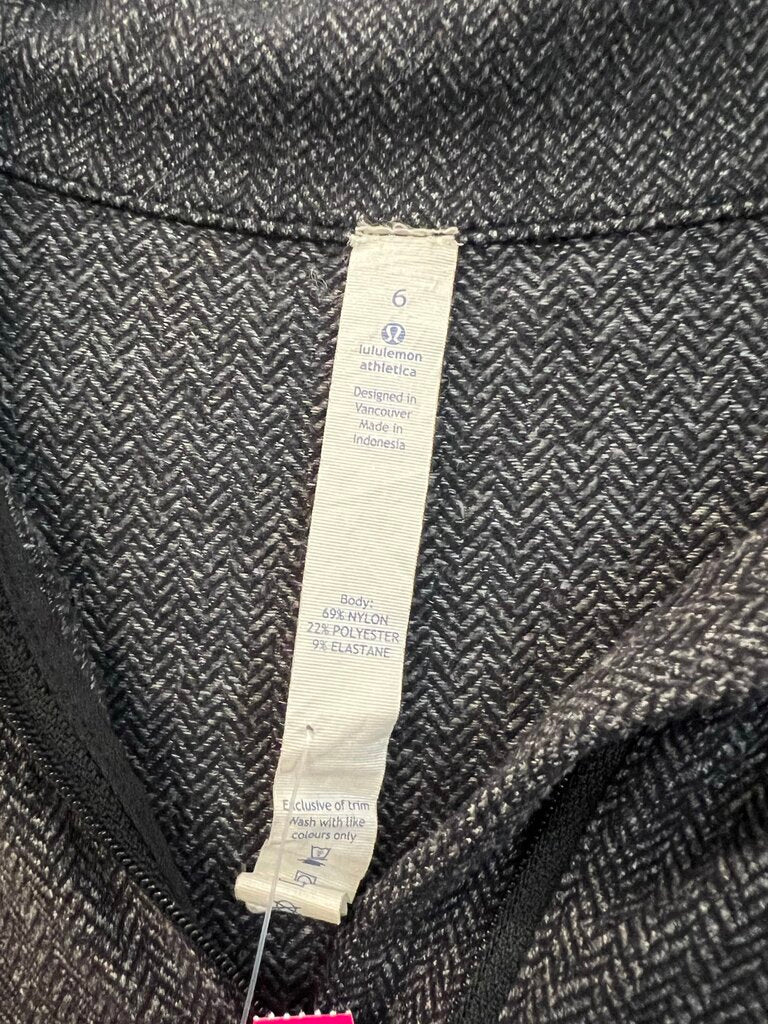 6
lululemon
athletica
Designed in
Vancouver
Made in
Indonesia
Body:
69% NYLON
22% POLYESTER
9% ELASTANE
Exclusive of trim
Wash with like
colours only